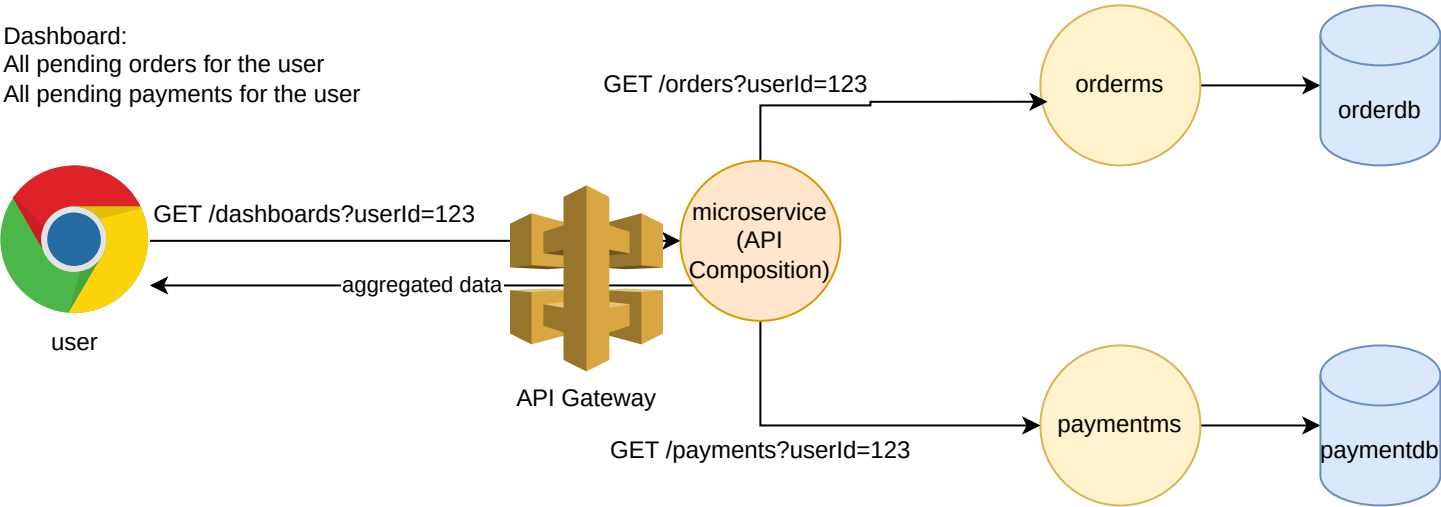 Dashboard:
All pending orders for the user
All pending payments for the user
GET /orders?userId=123
orderms
orderdb
GET /dashboards?userId=123
microservice
(API
Composition)
aggregated data
user
API Gateway
GET /payments?userId=123
paymentms
paymentdb